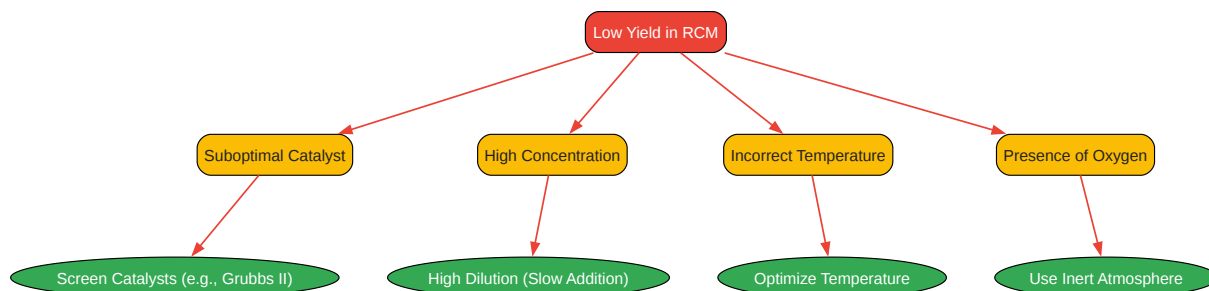 Low Yield in RCM
Suboptimal Catalyst
High Concentration
Incorrect Temperature
Presence of Oxygen
Screen Catalysts (e.g., Grubbs II)
High Dilution (Slow Addition)
Optimize Temperature
Use Inert Atmosphere